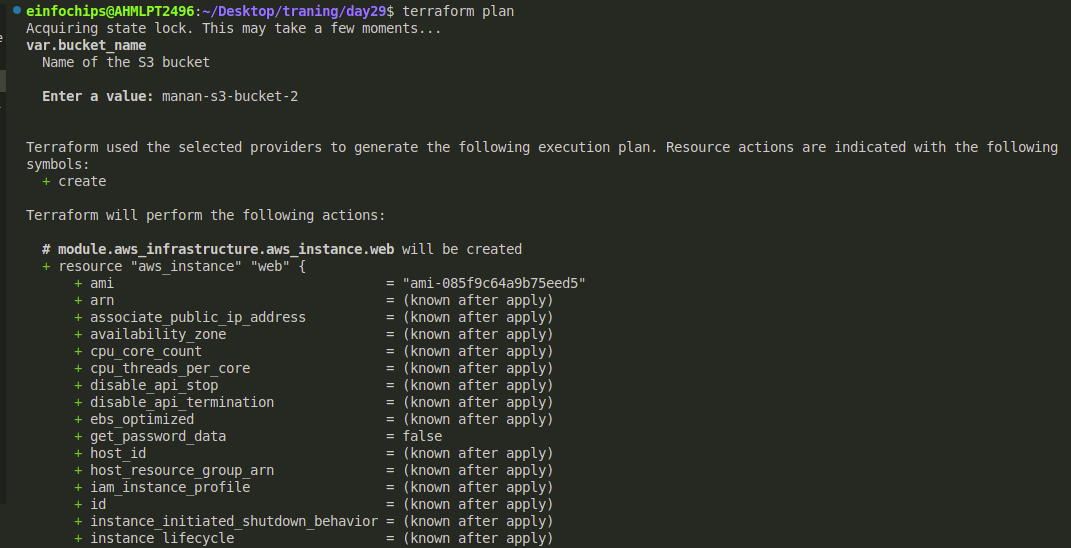 einfochips@AHMLPT2496:~/Desktop/traning/day29$ terraform plan
Acquiring state lock. This may take a few moments...
var.bucket_name
Name of the S3 bucket
Enter a value: manan-s3-bucket-2
Terraform used the selected providers to generate the following execution plan. Resource actions are indicated with the following
symbols:
+ create
Terraform will perform the following actions:
# module.aws_infrastructure.aws_instance.web will be created
+ resource "aws_instance" "web" {
+ ami = "ami-085f9c64a9b75eed5"
+ arn = (known after apply)
+ associate_public_ip_address = (known after apply)
+ availability_zone = (known after apply)
+ cpu_core_count = (known after apply)
+ cpu_threads_per_core = (known after apply)
+ disable_api_stop = (known after apply)
+ disable_api_termination = (known after apply)
+ ebs_optimized = (known after apply)
+ get_password_data = false
+ host_id = (known after apply)
+ host_resource_group_arn = (known after apply)
+ iam_instance_profile = (known after apply)
+ id = (known after apply)
+ instance_initiated_shutdown_behavior = (known after apply)
+ instance_lifecycle = (known after apply)